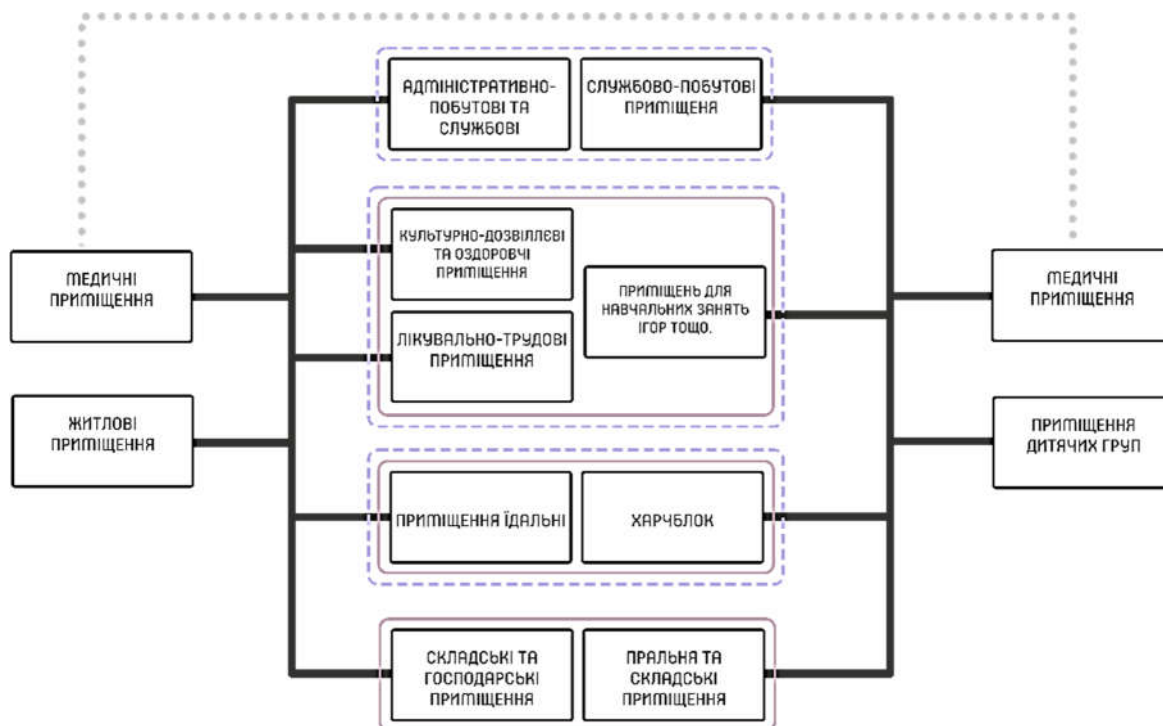 АДМІНІСТРАТИВНО-
ПОБУТОВІ ТА
СЛУЖБОВІ
СЛУЖБОВО-ПОБУТОВІ
ПРИМІЩЕНЯ
МЕДИЧНІ
ПРИМІЩЕННЯ
КУЛЬТУРНО-ДОЗВІЛЛЄВІ
ТА ОЗДОРОВЧІ
ПРИМІЩЕННЯ
ПРИМІЩЕНЬ ДЛЯ
НАВЧАЛЬНИХ ЗАНЯТЬ
ІГОР ТОЩО.
МЕДИЧНІ
ПРИМІЩЕННЯ
ЛІКУВАЛЬНО-ТРУДОВІ
ПРИМІЩЕННЯ
ЖИТЛОВІ
ПРИМІЩЕННЯ
ПРИМІЩЕННЯ
ДИТЯЧИХ ГРУП
ПРИМІЩЕННЯ ЇДАЛЬНІ
ХАРЧБЛОК
СКЛАДСЬКІ ТА
ГОСПОДАРСЬКІ
ПРИМІЩЕННЯ
ПРАЛЬНЯ ТА
СКЛАДСЬКІ
ПРИМІЩЕННЯ